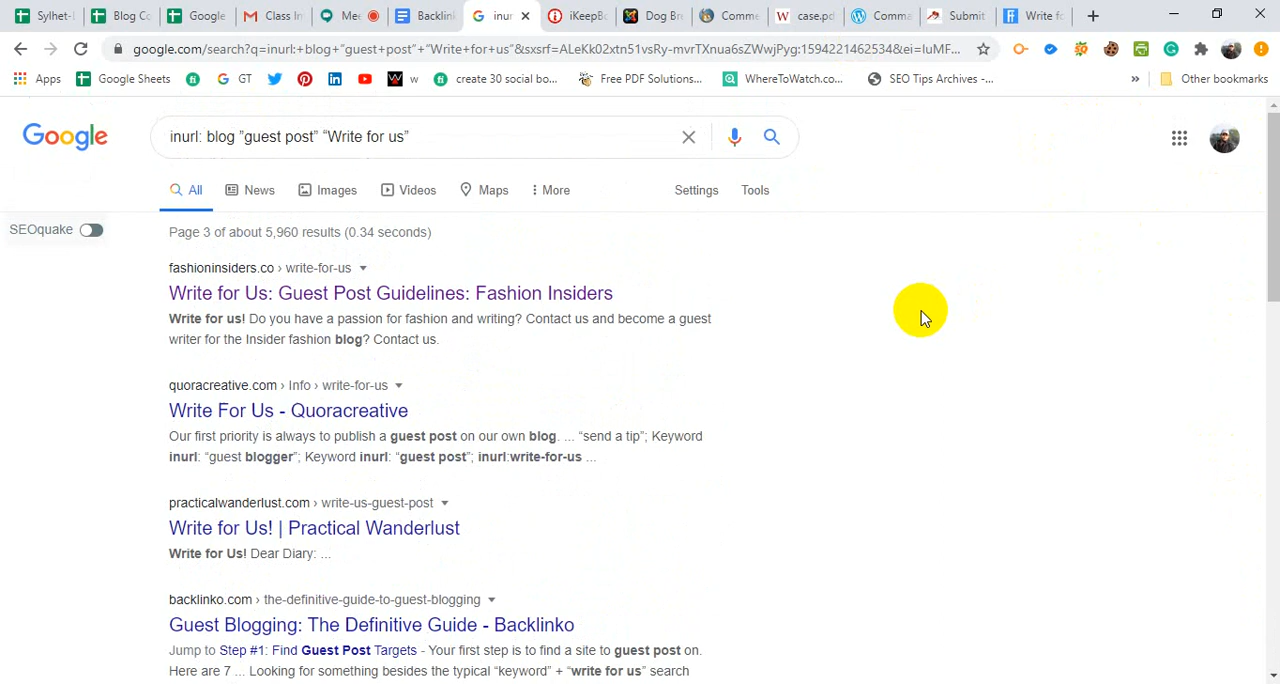 Sylhet-
Blog Co
Google
Class In
Mee
Backlin
inur
iKeepBo
Dog Bre
Comme
case.pd
Comma
Submit
Write fo
google.com/search?q=inurl:+blog+"guest+post"+"Write+for+us"&sxsrf=ALeKk02xtn51vsRy-mvrTXnua6sZWwjPyg:1594221462534&ei=luMF...
Apps
Google Sheets
GT
w
create 30 social bo...
Free PDF Solutions...
WhereToWatch.co...
SEO Tips Archives -...
»
Other bookmarks
Google
inurl: blog ”guest post” “Write for us”
All
News
Images
Videos
Maps
More
Settings
Tools
SEOquake
Page 3 of about 5,960 results (0.34 seconds)
fashioninsiders.co › write-for-us
Write for Us: Guest Post Guidelines: Fashion Insiders
Write for us! Do you have a passion for fashion and writing? Contact us and become a guest
writer for the Insider fashion blog? Contact us.
quoracreative.com › Info › write-for-us
Write For Us - Quoracreative
Our first priority is always to publish a guest post on our own blog. ... “send a tip”; Keyword
inurl: “guest blogger”; Keyword inurl: “guest post”; inurl:write-for-us ...
practicalwanderlust.com › write-us-guest-post
Write for Us! | Practical Wanderlust
Write for Us! Dear Diary: ...
backlinko.com › the-definitive-guide-to-guest-blogging
Guest Blogging: The Definitive Guide - Backlinko
Jump to Step #1: Find Guest Post Targets - Your first step is to find a site to guest post on.
Here are 7 ... Looking for something besides the typical “keyword” + “write for us” search